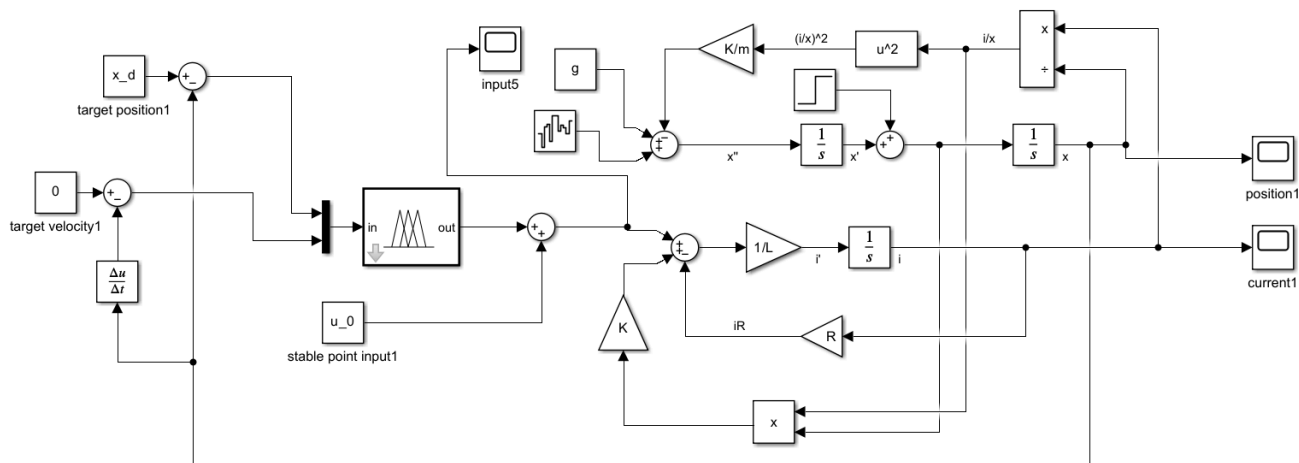 K/m
(i/x)^2
u^2
i/x
x
÷
x_d
target position1
input5
g
x''
1
s
x'
1
s
x
position1
0
target velocity1
in
out
1/L
i'
1
s
i
current1
Δu
Δt
u_0
stable point input1
K
iR
R
x